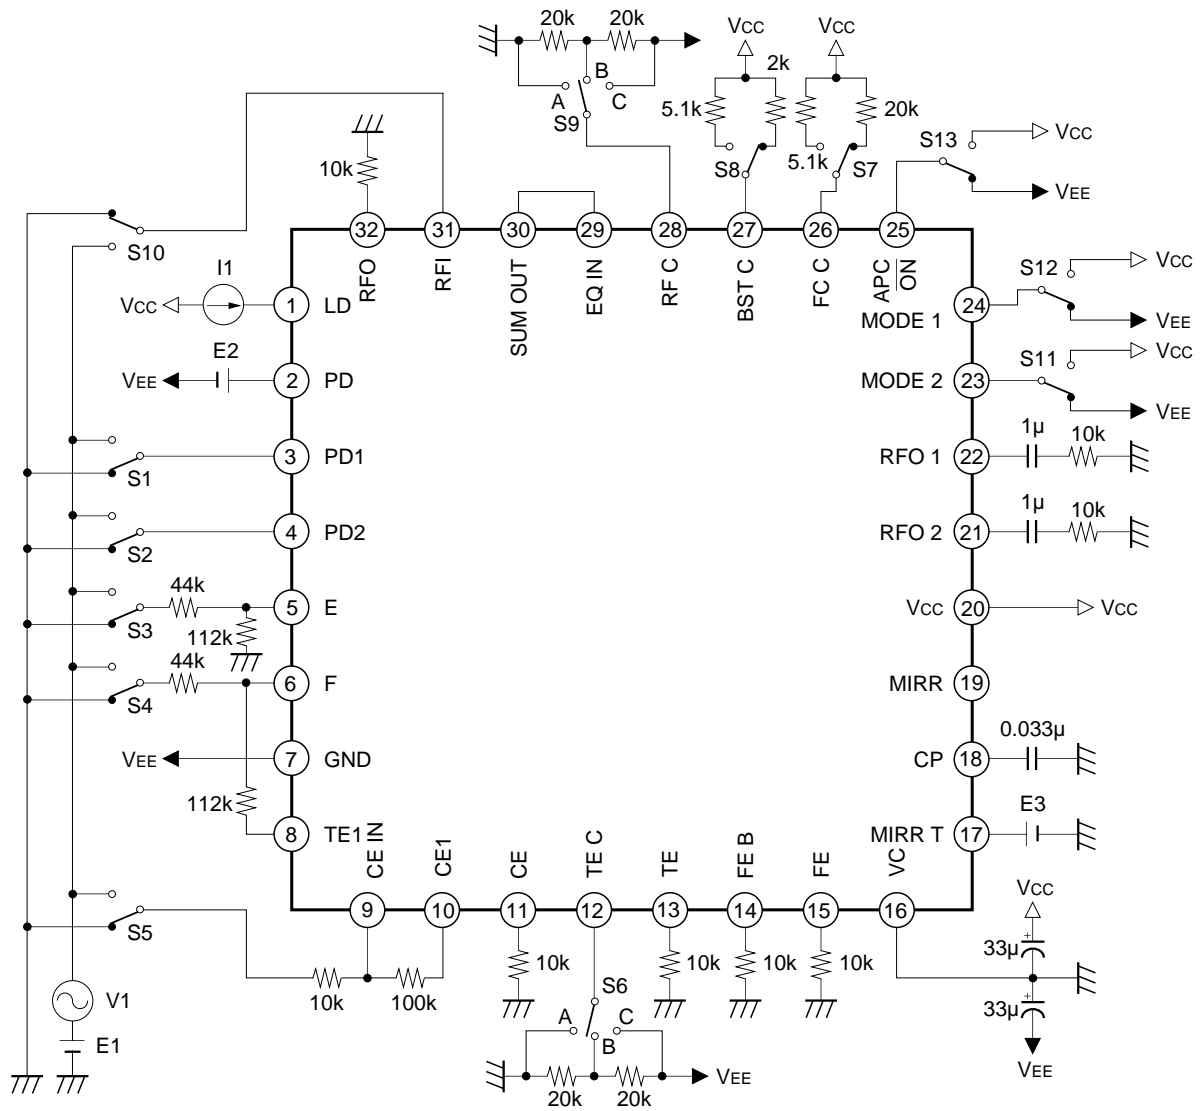 20k 20k
VCC VCC
2k
A B C
S9
5.1k 20k
5.1k
S8 S7
S13 VCC
VEE
10k
S10
I1
VCC
E2
VEE
32 31 30 29 28 27 26 25
RFO RFI SUM OUT EQ IN RF C BST C FC C APC ON
1 LD
2 PD
3 PD1
4 PD2
5 E
6 F
7 GND
8 TE1
24 MODE 1
23 MODE 2
22 RFO 1
21 RFO 2
20 VCC
19 MIRR
18 CP
17 MIRR T
S12 VCC
VEE
S11 VCC
VEE
1µ 10k
1µ 10k
VCC
0.033µ
E3
S1
S2
44k
S3 112k
44k
S4
VEE
112k
S5
CE IN CE1 CE TE C TE FE B FE VC
9 10 11 12 13 14 15 16
10k 100k
10k 10k 10k 10k
S6
A B C
20k 20k
VEE
VCC
33µ
+
33µ
+
VEE
V1
E1